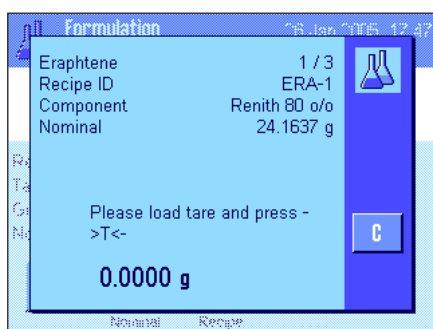 Formulation 26 Jan 2005 17:47
Eraphtene 1 / 3
Recipe ID ERA-1
Component Renith 80 o/o
Nominal 24.1637 g
Please load tare and press -
>T<-
C
0.0000 g
Nominal Recipe